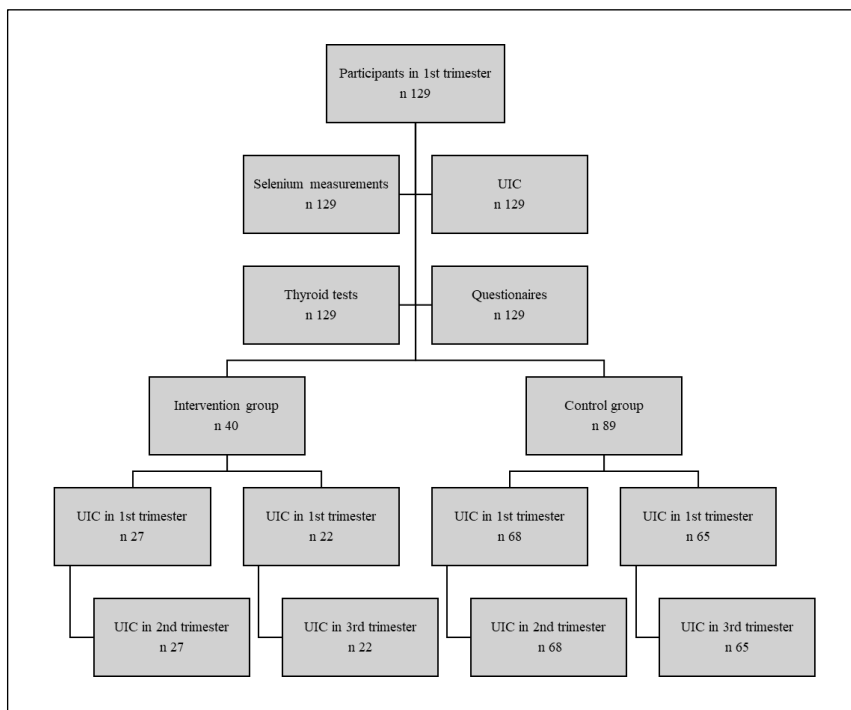 Participants in 1st trimester
n 129
Selenium measurements
n 129
UIC
n 129
Thyroid tests
n 129
Questionaires
n 129
Intervention group
n 40
Control group
n 89
UIC in 1st trimester
n 27
UIC in 1st trimester
n 22
UIC in 1st trimester
n 68
UIC in 1st trimester
n 65
UIC in 2nd trimester
n 27
UIC in 3rd trimester
n 22
UIC in 2nd trimester
n 68
UIC in 3rd trimester
n 65